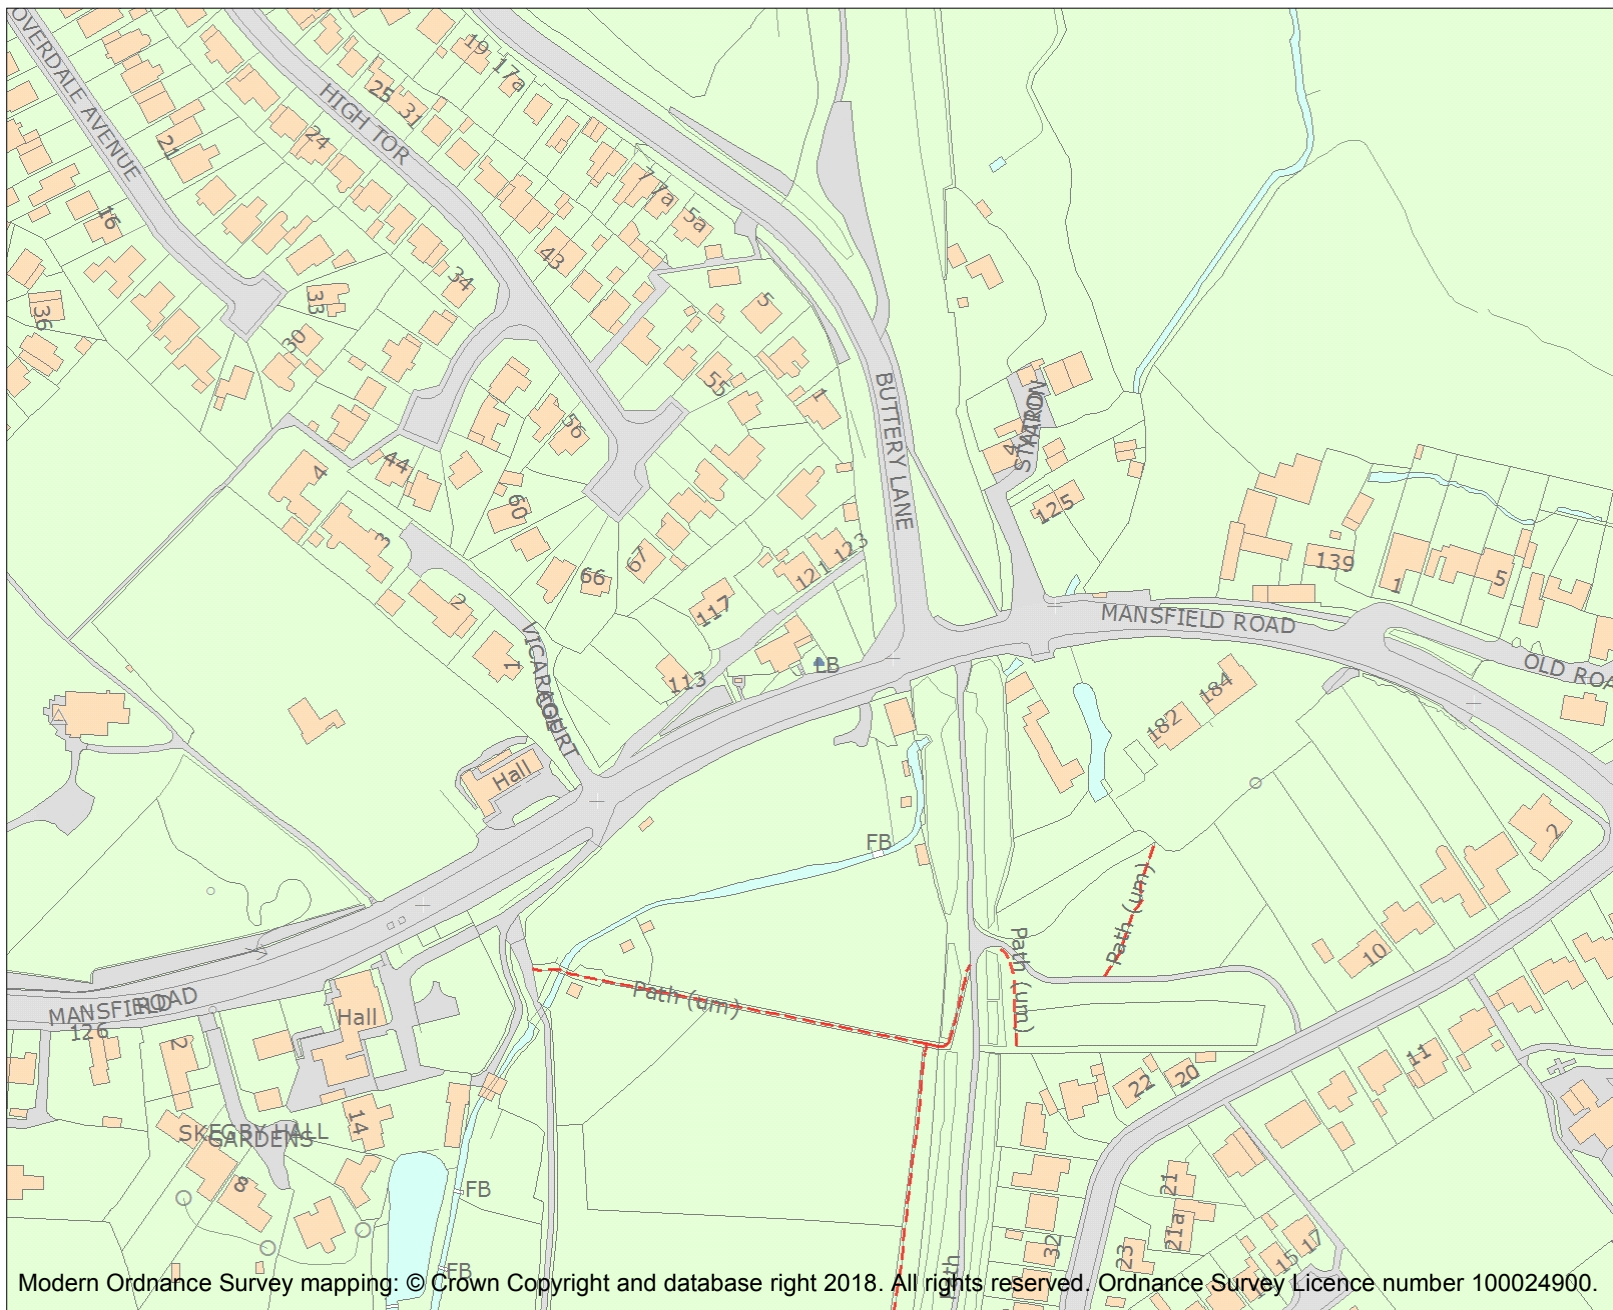 OVERDALE AVENUE
HIGH TOR
19
17a
25
31
24
21
16
7
7a
5a
43
34
36
33
30
5
55
1
BUTTERY LANE
STATION
YARD
4
125
56
44
4
60
3
66
67
2
1
117
121
123
113
LB
139
1
5
MANSFIELD ROAD
OLD ROA
VICARAGE
COURT
Hall
182
184
FB
2
Path (um)
Path (um)
Path (um)
10
MANSFIELD
ROAD
126
2
Hall
14
SKEGBY HALL
GARDENS
8
FB
FB
22
20
11
21
21a
23
32
15
17
Path
Modern Ordnance Survey mapping: © Crown Copyright and database right 2018. All rights reserved. Ordnance Survey Licence number 100024900.